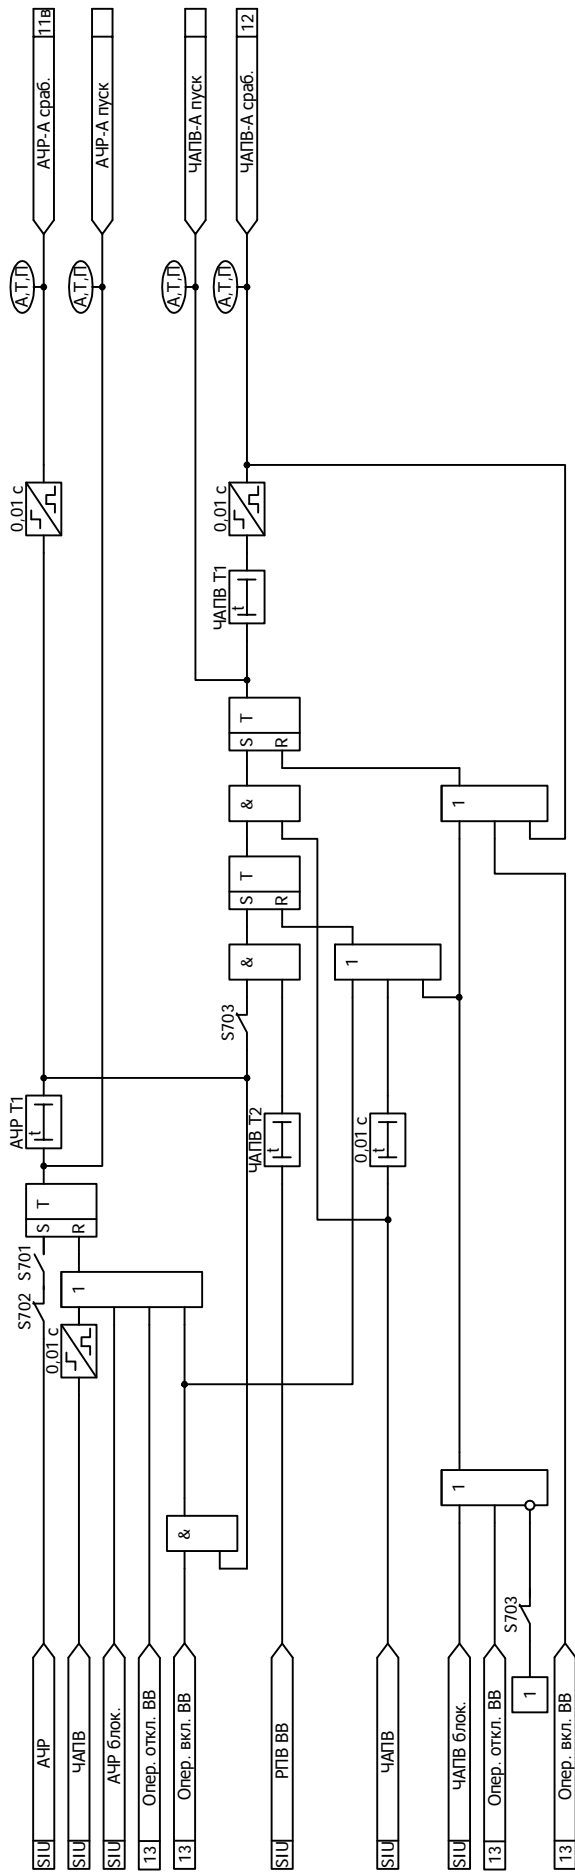 SIU АЧР
SIU ЧАПВ
SIU АЧР блок.
13 Опер. откл. ВВ
13 Опер. вкл. ВВ
SIU РПВ ВВ
SIU ЧАПВ
SIU ЧАПВ блок.
13 Опер. откл. ВВ
1
S703
13 Опер. вкл. ВВ
&
1
S702
S701
0,01 с
1
S T
R
АЧР T1
t
ЧАПВ T2
t
0,01 с
t
S703
&
1
S T
R
&
1
S T
R
ЧАПВ T1
t
0,01 с
0,01 с
А,Т,П
А,Т,П
А,Т,П
А,Т,П
АЧР-А сраб. 11в
АЧР-А пуск
ЧАПВ-А пуск
ЧАПВ-А сраб. 12